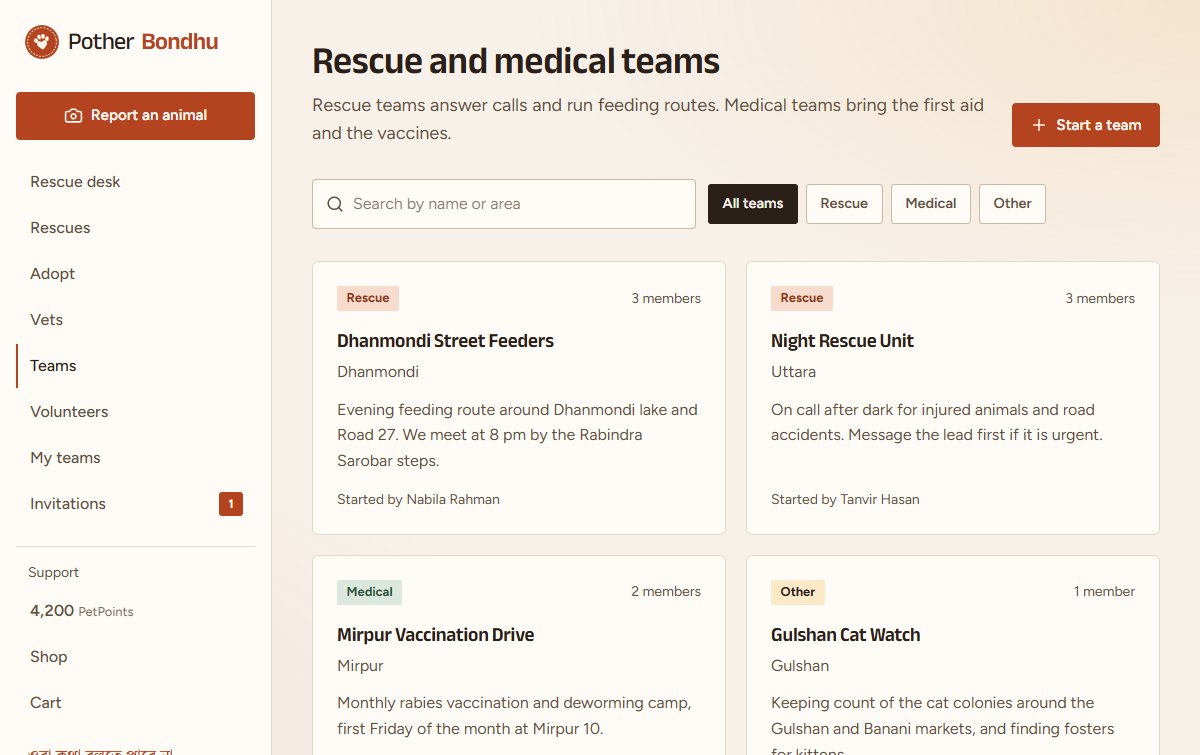 Pother Bondhu
Report an animal
Rescue desk
Rescues
Adopt
Vets
Teams
Volunteers
My teams
Invitations 1
Support
4,200 PetPoints
Shop
Cart
ওরা কথা বলতে পারে না
Rescue and medical teams
Rescue teams answer calls and run feeding routes. Medical teams bring the first aid
and the vaccines.
Start a team
Search by name or area
All teams
Rescue
Medical
Other
Rescue 3 members
Dhanmondi Street Feeders
Dhanmondi
Evening feeding route around Dhanmondi lake and
Road 27. We meet at 8 pm by the Rabindra
Sarobar steps.
Started by Nabila Rahman
Rescue 3 members
Night Rescue Unit
Uttara
On call after dark for injured animals and road
accidents. Message the lead first if it is urgent.
Started by Tanvir Hasan
Medical 2 members
Mirpur Vaccination Drive
Mirpur
Monthly rabies vaccination and deworming camp,
first Friday of the month at Mirpur 10.
Other 1 member
Gulshan Cat Watch
Gulshan
Keeping count of the cat colonies around the
Gulshan and Banani markets, and finding fosters
for kittens.